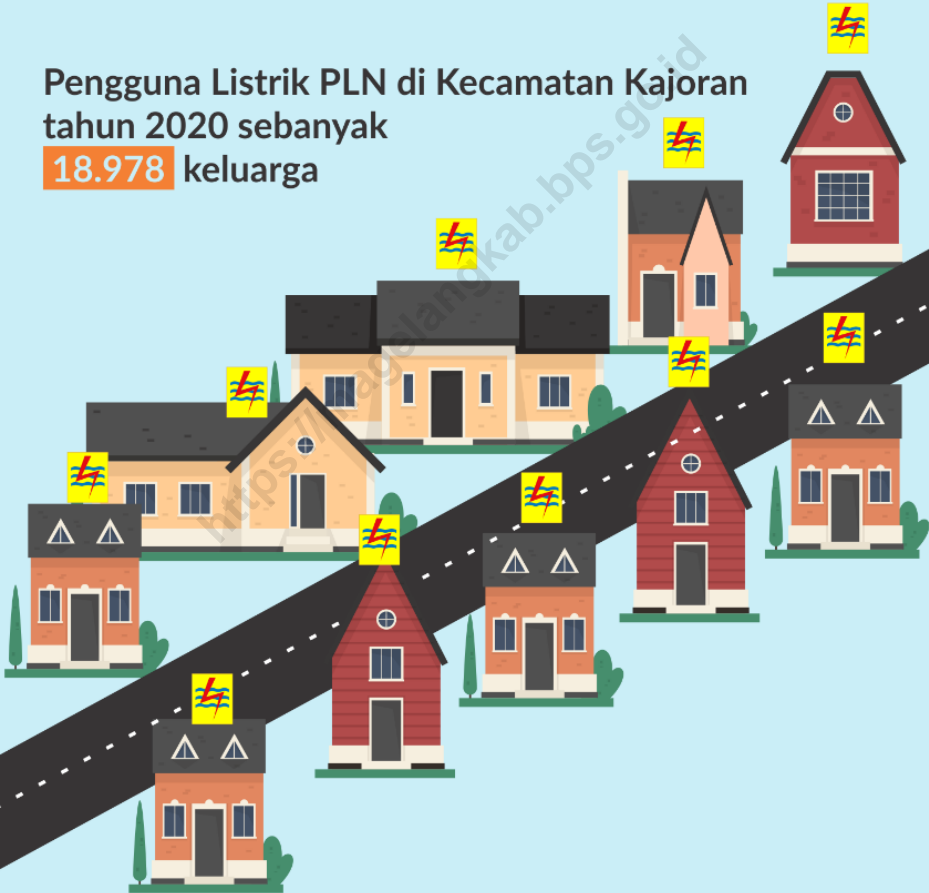 Pengguna Listrik PLN di Kecamatan Kajoran
tahun 2020 sebanyak
18.978 keluarga
https://magelangkab.bps.go.id